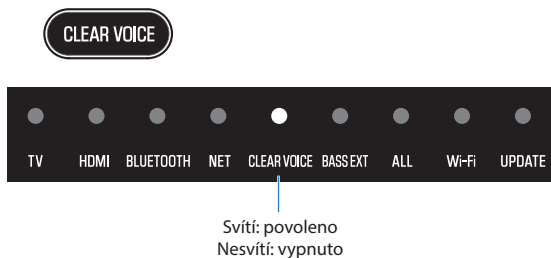 CLEAR VOICE
TV HDMI BLUETOOTH NET CLEAR VOICE BASS EXT ALL Wi-Fi UPDATE
Svítí: povoleno
Nesvítí: vypnuto